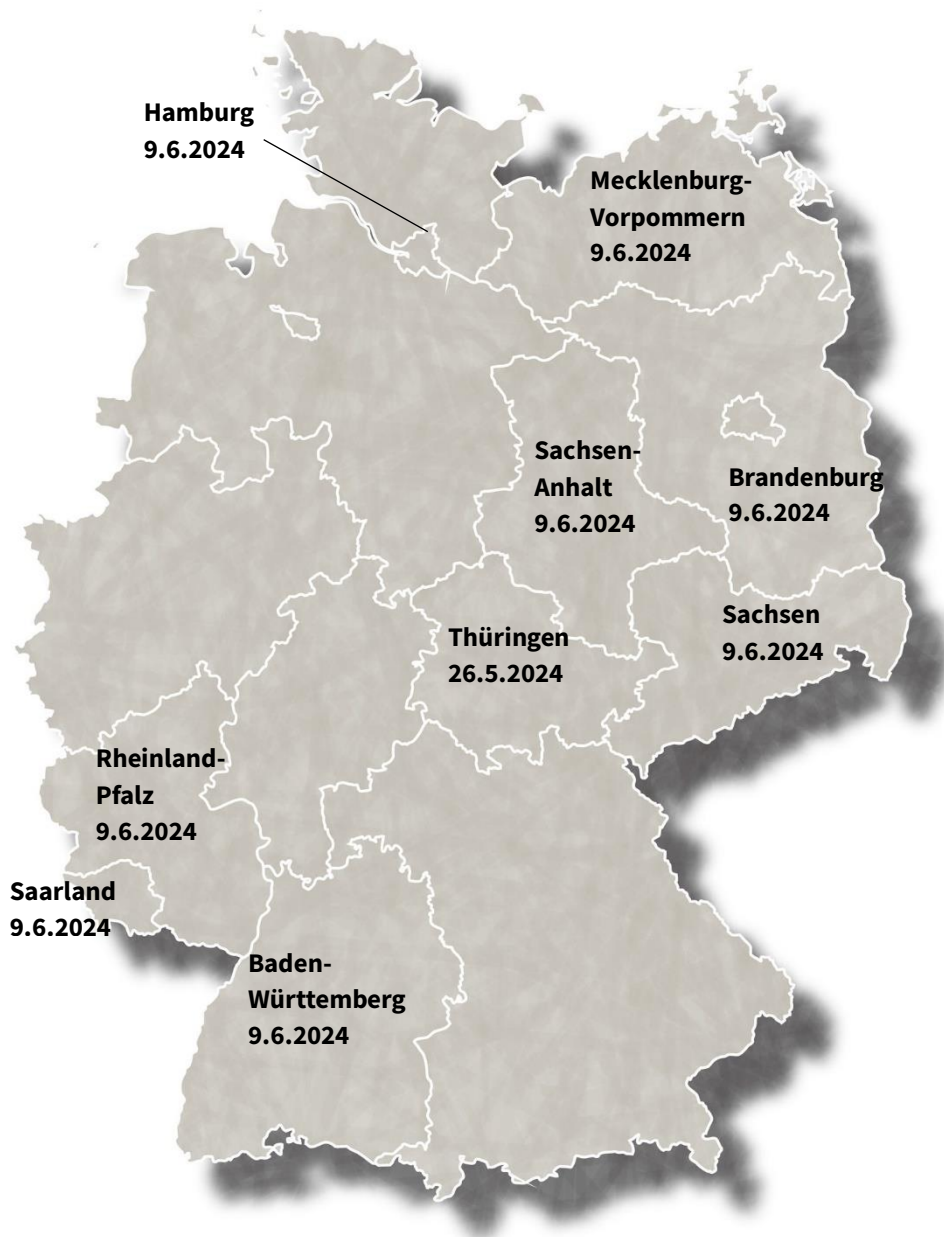 Hamburg
9.6.2024
Mecklenburg-
Vorpommern
9.6.2024
Sachsen-
Anhalt
9.6.2024
Brandenburg
9.6.2024
Sachsen
9.6.2024
Thüringen
26.5.2024
Rheinland-
Pfalz
9.6.2024
Saarland
9.6.2024
Baden-
Württemberg
9.6.2024